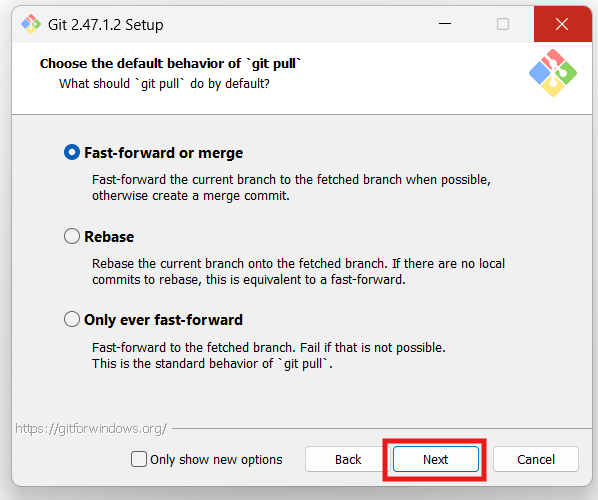 Git 2.47.1.2 Setup
Choose the default behavior of `git pull`
What should `git pull` do by default?
Fast-forward or merge
Fast-forward the current branch to the fetched branch when possible,
otherwise create a merge commit.
Rebase
Rebase the current branch onto the fetched branch. If there are no local
commits to rebase, this is equivalent to a fast-forward.
Only ever fast-forward
Fast-forward to the fetched branch. Fail if that is not possible.
This is the standard behavior of `git pull`.
https://gitforwindows.org/
Only show new options
Back
Next
Cancel